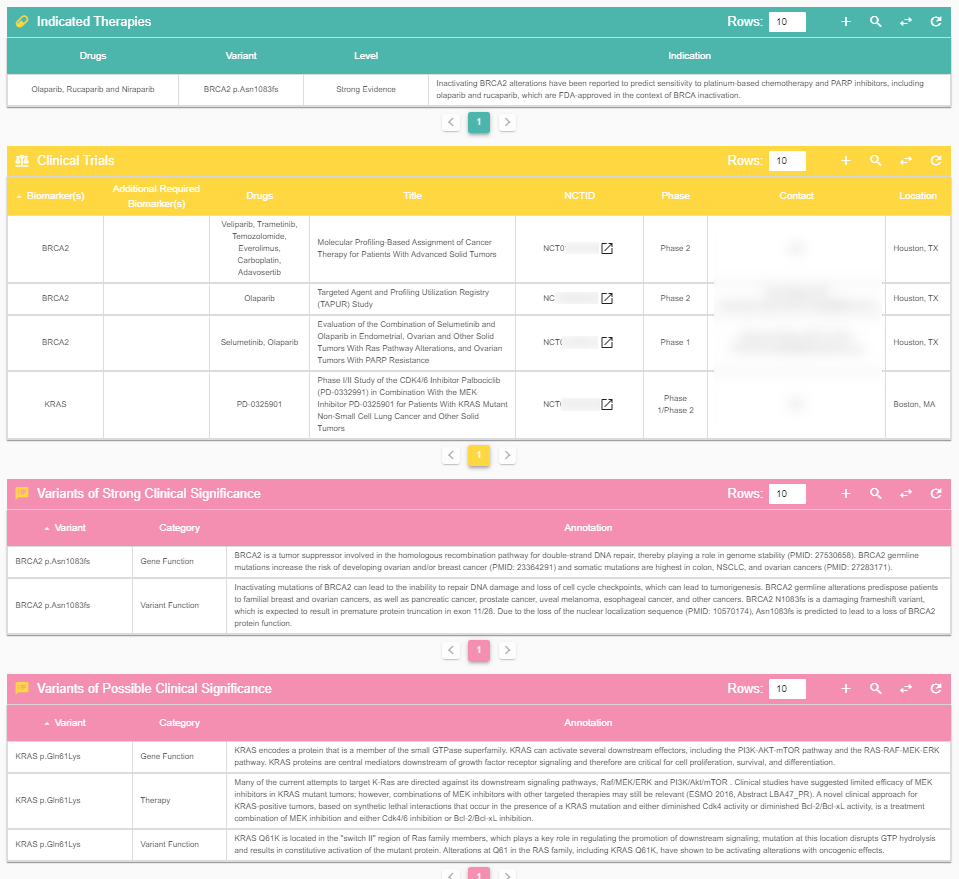 Indicated Therapies
Rows: 10
Drugs Variant Level Indication
Olaparib, Rucaparib and Niraparib BRCA2 p.Asn1083fs Strong Evidence
Inactivating BRCA2 alterations have been reported to predict sensitivity to platinum-based chemotherapy and PARP inhibitors, including
olaparib and rucaparib, which are FDA-approved in the context of BRCA inactivation.
1
Clinical Trials
Rows: 10
Biomarker(s) Additional Required
Biomarker(s) Drugs Title NCTID Phase Contact Location
BRCA2
Veliparib, Trametinib,
Temozolomide,
Everolimus,
Carboplatin,
Adavosertib
Molecular Profiling-Based Assignment of Cancer
Therapy for Patients With Advanced Solid Tumors
Phase 2
Houston, TX
BRCA2
Olaparib
Targeted Agent and Profiling Utilization Registry
(TAPUR) Study
Phase 2
Houston, TX
BRCA2
Selumetinib, Olaparib
Evaluation of the Combination of Selumetinib and
Olaparib in Endometrial, Ovarian and Other Solid
Tumors With Ras Pathway Alterations, and Ovarian
Tumors With PARP Resistance
Phase 1
Houston, TX
KRAS
PD-0325901
Phase I/II Study of the CDK4/6 Inhibitor Palbociclib
(PD-0332991) in Combination With the MEK
Inhibitor PD-0325901 for Patients With KRAS Mutant
Non-Small Cell Lung Cancer and Other Solid
Tumors
Phase
1/Phase 2
Boston, MA
1
Variants of Strong Clinical Significance
Rows: 10
Variant Category Annotation
BRCA2 p.Asn1083fs Gene Function
BRCA2 is a tumor suppressor involved in the homologous recombination pathway for double-strand DNA repair, thereby playing a role in genome stability (PMID: 27530658). BRCA2 germline
mutations increase the risk of developing ovarian and/or breast cancer (PMID: 23364291) and somatic mutations are highest in colon, NSCLC, and ovarian cancers (PMID: 27283171).
BRCA2 p.Asn1083fs Variant Function
Inactivating mutations of BRCA2 can lead to the inability to repair DNA damage and loss of cell cycle checkpoints, which can lead to tumorigenesis. BRCA2 germline alterations predispose patients
to familial breast and ovarian cancers, as well as pancreatic cancer, prostate cancer, uveal melanoma, esophageal cancer, and other cancers. BRCA2 N1083fs is a damaging frameshift variant,
which is expected to result in premature protein truncation in exon 11/28. Due to the loss of the nuclear localization sequence (PMID: 10570174), Asn1083fs is predicted to lead to a loss of BRCA2
protein function.
1
Variants of Possible Clinical Significance
Rows: 10
Variant Category Annotation
KRAS p.Gln61Lys Gene Function
KRAS encodes a protein that is a member of the small GTPase superfamily. KRAS can activate several downstream effectors, including the PI3K-AKT-mTOR pathway and the RAS-RAF-MEK-ERK
pathway. KRAS proteins are central mediators downstream of growth factor receptor signaling and therefore are critical for cell proliferation, survival, and differentiation.
KRAS p.Gln61Lys Therapy
Many of the current attempts to target K-Ras are directed against its downstream signaling pathways, Raf/MEK/ERK and PI3K/Akt/mTOR . Clinical studies have suggested limited efficacy of MEK
inhibitors in KRAS mutant tumors; however, combinations of MEK inhibitors with other targeted therapies may still be relevant (ESMO 2016, Abstract LBA47_PR). A novel clinical approach for
KRAS-positive tumors, based on synthetic lethal interactions that occur in the presence of a KRAS mutation and either diminished Cdk4 activity or diminished Bcl-2/Bcl-xL activity, is a treatment
combination of MEK inhibition and either Cdk4/6 inhibition or Bcl-2/Bcl-xL inhibition.
KRAS p.Gln61Lys Variant Function
KRAS Q61K is located in the "switch II" region of Ras family members, which plays a key role in regulating the promotion of downstream signaling; mutation at this location disrupts GTP hydrolysis
and results in constitutive activation of the mutant protein. Alterations at Q61 in the RAS family, including KRAS Q61K, have shown to be activating alterations with oncogenic effects.
1